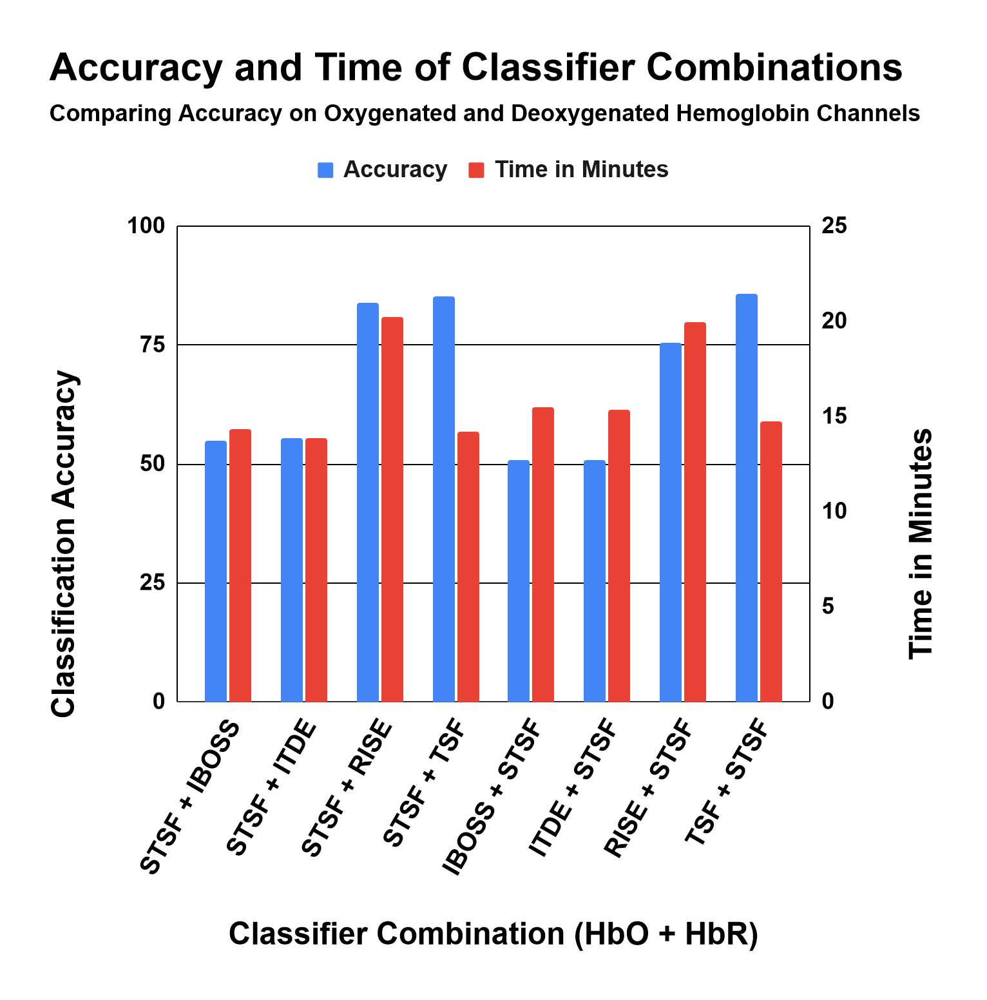 Accuracy and Time of Classifier Combinations
Comparing Accuracy on Oxygenated and Deoxygenated Hemoglobin Channels
Accuracy
Time in Minutes
Classification Accuracy
100
75
50
25
0
25
20
15
10
5
0
Time in Minutes
STSF + IBOSS
STSF + ITDE
STSF + RISE
STSF + TSF
IBOSS + STSF
ITDE + STSF
RISE + STSF
TSF + STSF
Classifier Combination (HbO + HbR)